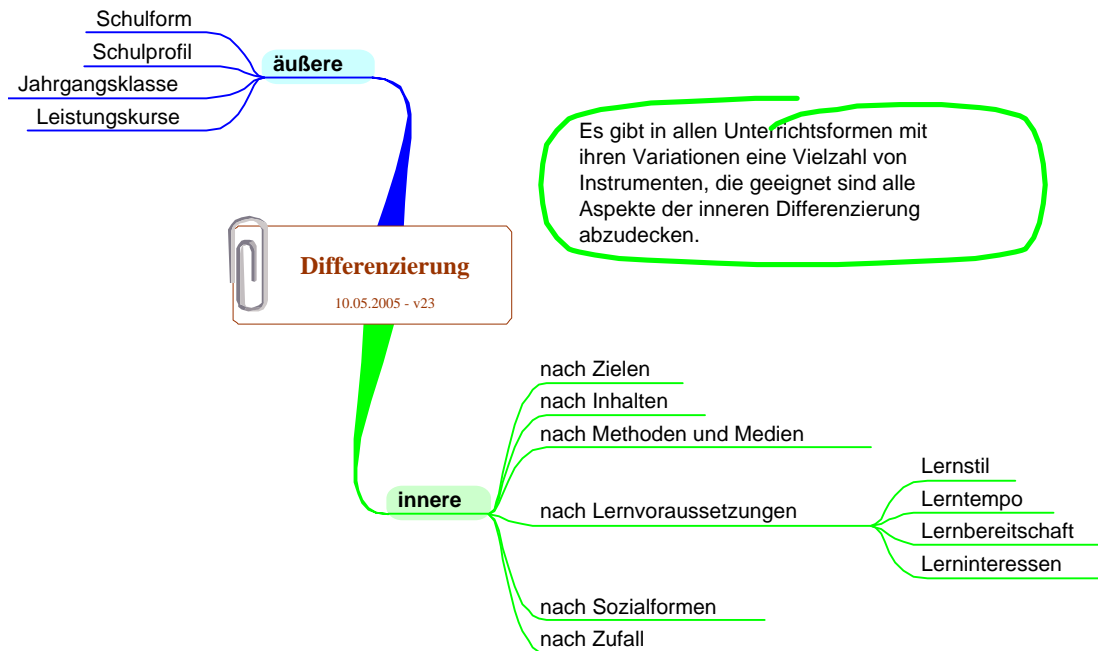 Schulform
Schulprofil
Jahrgangsklasse
Leistungskurse
äußere
Es gibt in allen Unterrichtsformen mit
ihren Variationen eine Vielzahl von
Instrumenten, die geeignet sind alle
Aspekte der inneren Differenzierung
abzudecken.
Differenzierung
10.05.2005 - v23
innere
nach Zielen
nach Inhalten
nach Methoden und Medien
nach Lernvoraussetzungen
Lernstil
Lerntempo
Lernbereitschaft
Lerninteressen
nach Sozialformen
nach Zufall